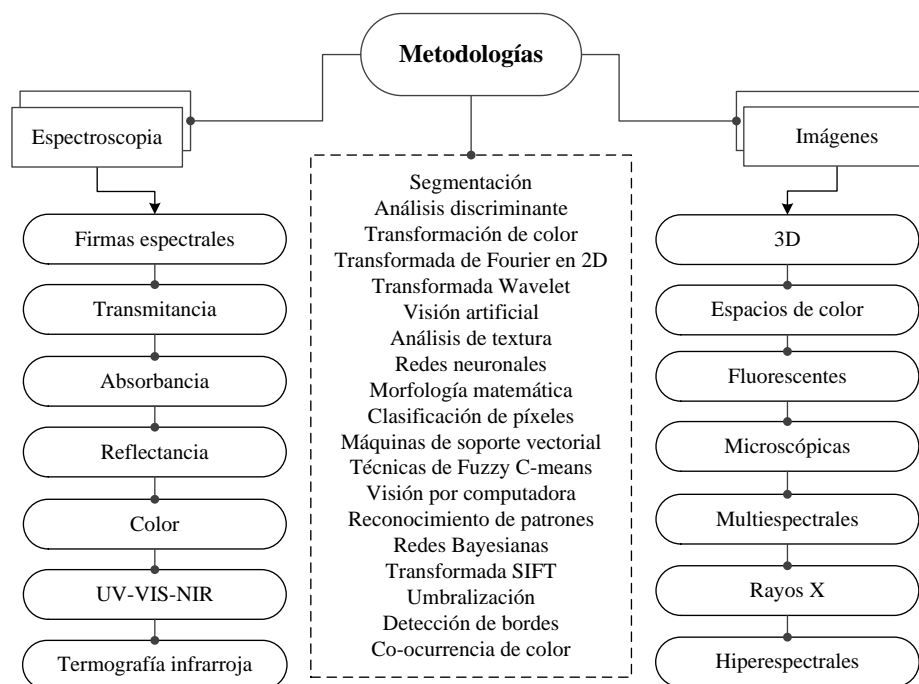 Metodologías
Espectroscopia
Firmas espectrales
Transmitancia
Absorbancia
Reflectancia
Color
UV-VIS-NIR
Termografía infrarroja
Segmentación
Análisis discriminante
Transformación de color
Transformada de Fourier en 2D
Transformada Wavelet
Visión artificial
Análisis de textura
Redes neuronales
Morfología matemática
Clasificación de píxeles
Máquinas de soporte vectorial
Técnicas de Fuzzy C-means
Visión por computadora
Reconocimiento de patrones
Redes Bayesianas
Transformada SIFT
Umbralización
Detección de bordes
Co-ocurrencia de color
Imágenes
3D
Espacios de color
Fluorescentes
Microscópicas
Multiespectrales
Rayos X
Hiperespectrales